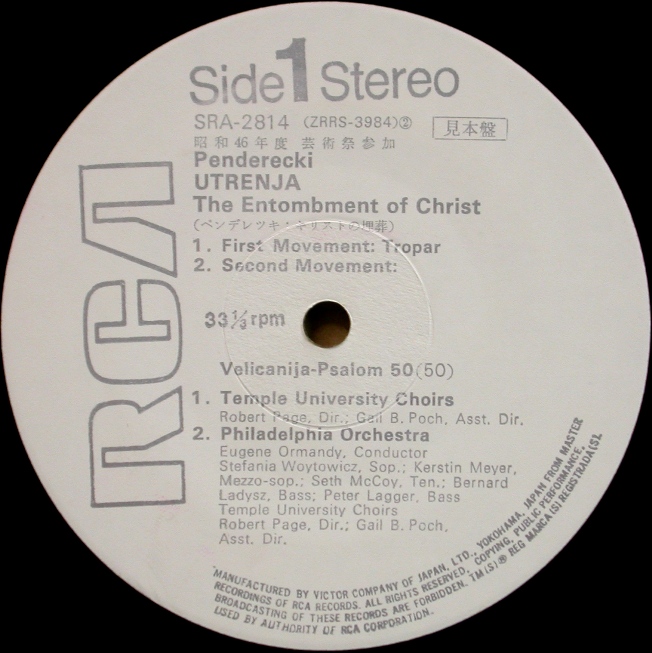 Side 1 Stereo
SRA-2814 (ZRRS-3984)② 見本盤
昭和46年度 芸術祭参加
Penderecki
UTRENJA
The Entombment of Christ
(ペンデレツキ・キリストの埋葬)
1. First Movement: Tropar
2. Second Movement:
33⅓ rpm
Velicanija-Psalom 50(50)
1. Temple University Choirs
Robert Page, Dir.; Gail B. Poch, Asst. Dir.
2. Philadelphia Orchestra
Eugene Ormandy, Conductor
Stefania Woytowicz, Sop.; Kerstin Meyer,
Mezzo-sop.; Seth McCoy, Ten.; Bernard
Ladysz, Bass; Peter Lagger, Bass
Temple University Choirs
Robert Page, Dir.; Gail B. Poch,
Asst. Dir.
RCA
MANUFACTURED BY VICTOR COMPANY OF JAPAN, LTD., YOKOHAMA, JAPAN FROM MASTER
RECORDINGS OF RCA RECORDS. ALL RIGHTS RESERVED, COPYING, PUBLIC PERFORMANCE,
BROADCASTING OF THESE RECORDS ARE FORBIDDEN. TM(S)® REG MARCA(S) REGISTRADA(S),
USED BY AUTHORITY OF RCA CORPORATION.